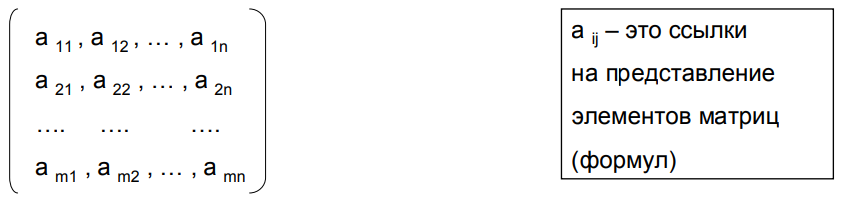 a 11 , a 12 , … , a 1n
a 21 , a 22 , … , a 2n
…. …. ….
a m1 , a m2 , … , a mn
a ij – это ссылки
на представление
элементов матриц
(формул)